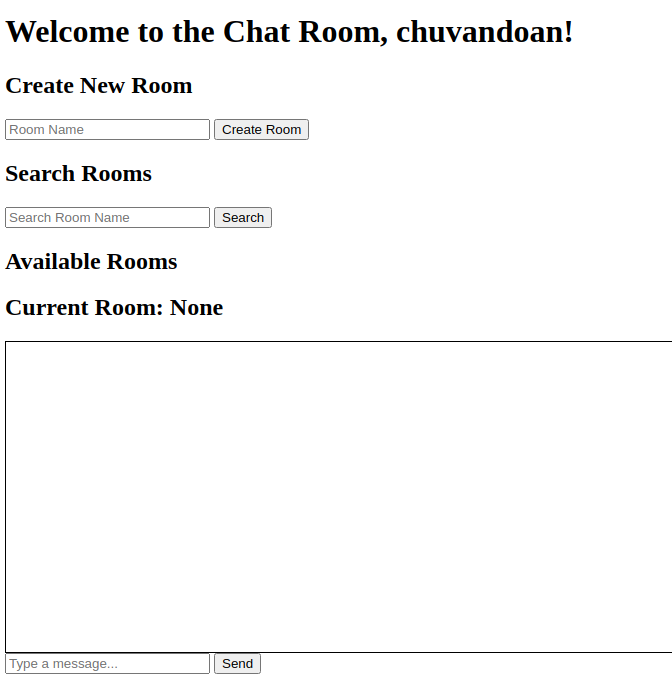 Welcome to the Chat Room, chuvandoan!
Create New Room
Room Name Create Room
Search Rooms
Search Room Name Search
Available Rooms
Current Room: None
Type a message... Send